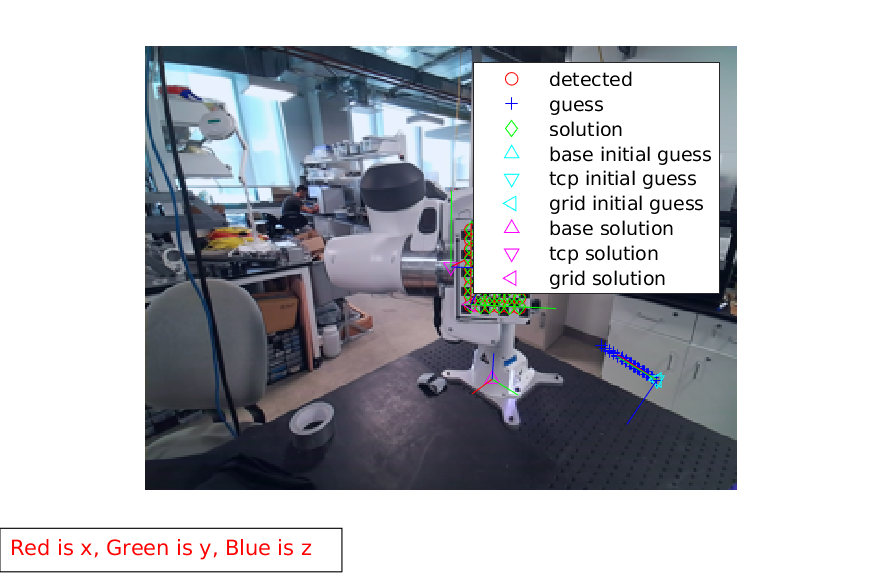 detected
guess
solution
base initial guess
tcp initial guess
grid initial guess
base solution
tcp solution
grid solution
Red is x, Green is y, Blue is z